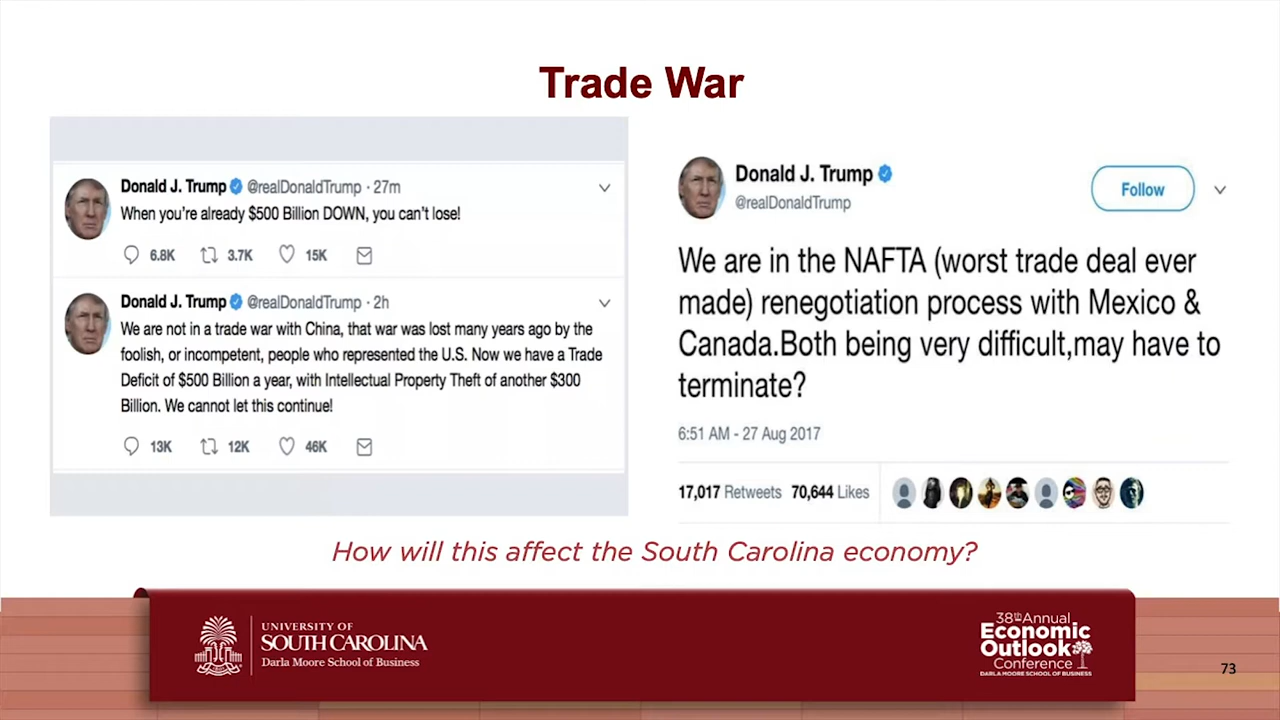 Trade War
Donald J. Trump @realDonaldTrump · 27m
When you're already $500 Billion DOWN, you can't lose!
6.8K 3.7K 15K
Donald J. Trump @realDonaldTrump · 2h
We are not in a trade war with China, that war was lost many years ago by the
foolish, or incompetent, people who represented the U.S. Now we have a Trade
Deficit of $500 Billion a year, with Intellectual Property Theft of another $300
Billion. We cannot let this continue!
13K 12K 46K
Donald J. Trump
@realDonaldTrump
Follow
We are in the NAFTA (worst trade deal ever
made) renegotiation process with Mexico &
Canada.Both being very difficult,may have to
terminate?
6:51 AM - 27 Aug 2017
17,017 Retweets 70,644 Likes
How will this affect the South Carolina economy?
UNIVERSITY OF
SOUTH CAROLINA
Darla Moore School of Business
38th Annual
Economic
Outlook
Conference
DARLA MOORE SCHOOL OF BUSINESS
73